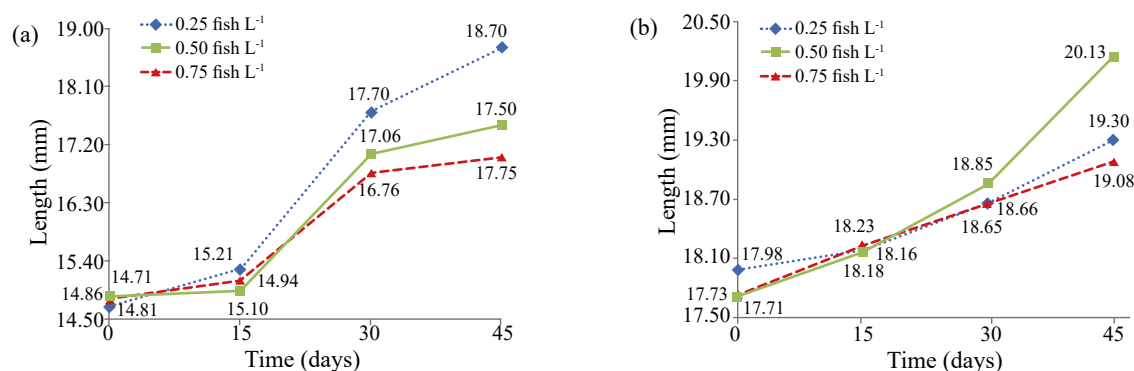 (a)
0.25 fish L⁻¹
0.50 fish L⁻¹
0.75 fish L⁻¹
Length (mm)
19.00
18.10
17.20
16.30
15.40
14.50
14.71
14.86
14.81
15.21
14.94
15.10
17.70
17.06
16.76
18.70
17.50
17.75
0 15 30 45
Time (days)
(b)
0.25 fish L⁻¹
0.50 fish L⁻¹
0.75 fish L⁻¹
Length (mm)
20.50
19.90
19.30
18.70
18.10
17.50
17.98
17.73
17.71
18.23
18.16
18.18
18.85
18.66
18.65
20.13
19.30
19.08
0 15 30 45
Time (days)